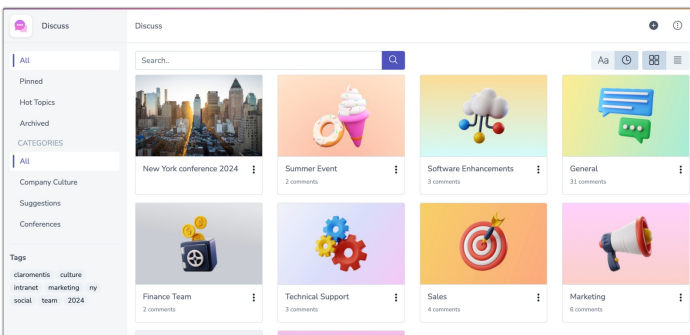 Discuss
Discuss
All
Pinned
Hot Topics
Archived
CATEGORIES
All
Company Culture
Suggestions
Conferences
Tags
claromentis culture
intranet marketing ny
social team 2024
Search..
Aa
New York conference 2024
Summer Event
2 comments
Software Enhancements
3 comments
General
31 comments
Finance Team
2 comments
Technical Support
3 comments
Sales
4 comments
Marketing
6 comments